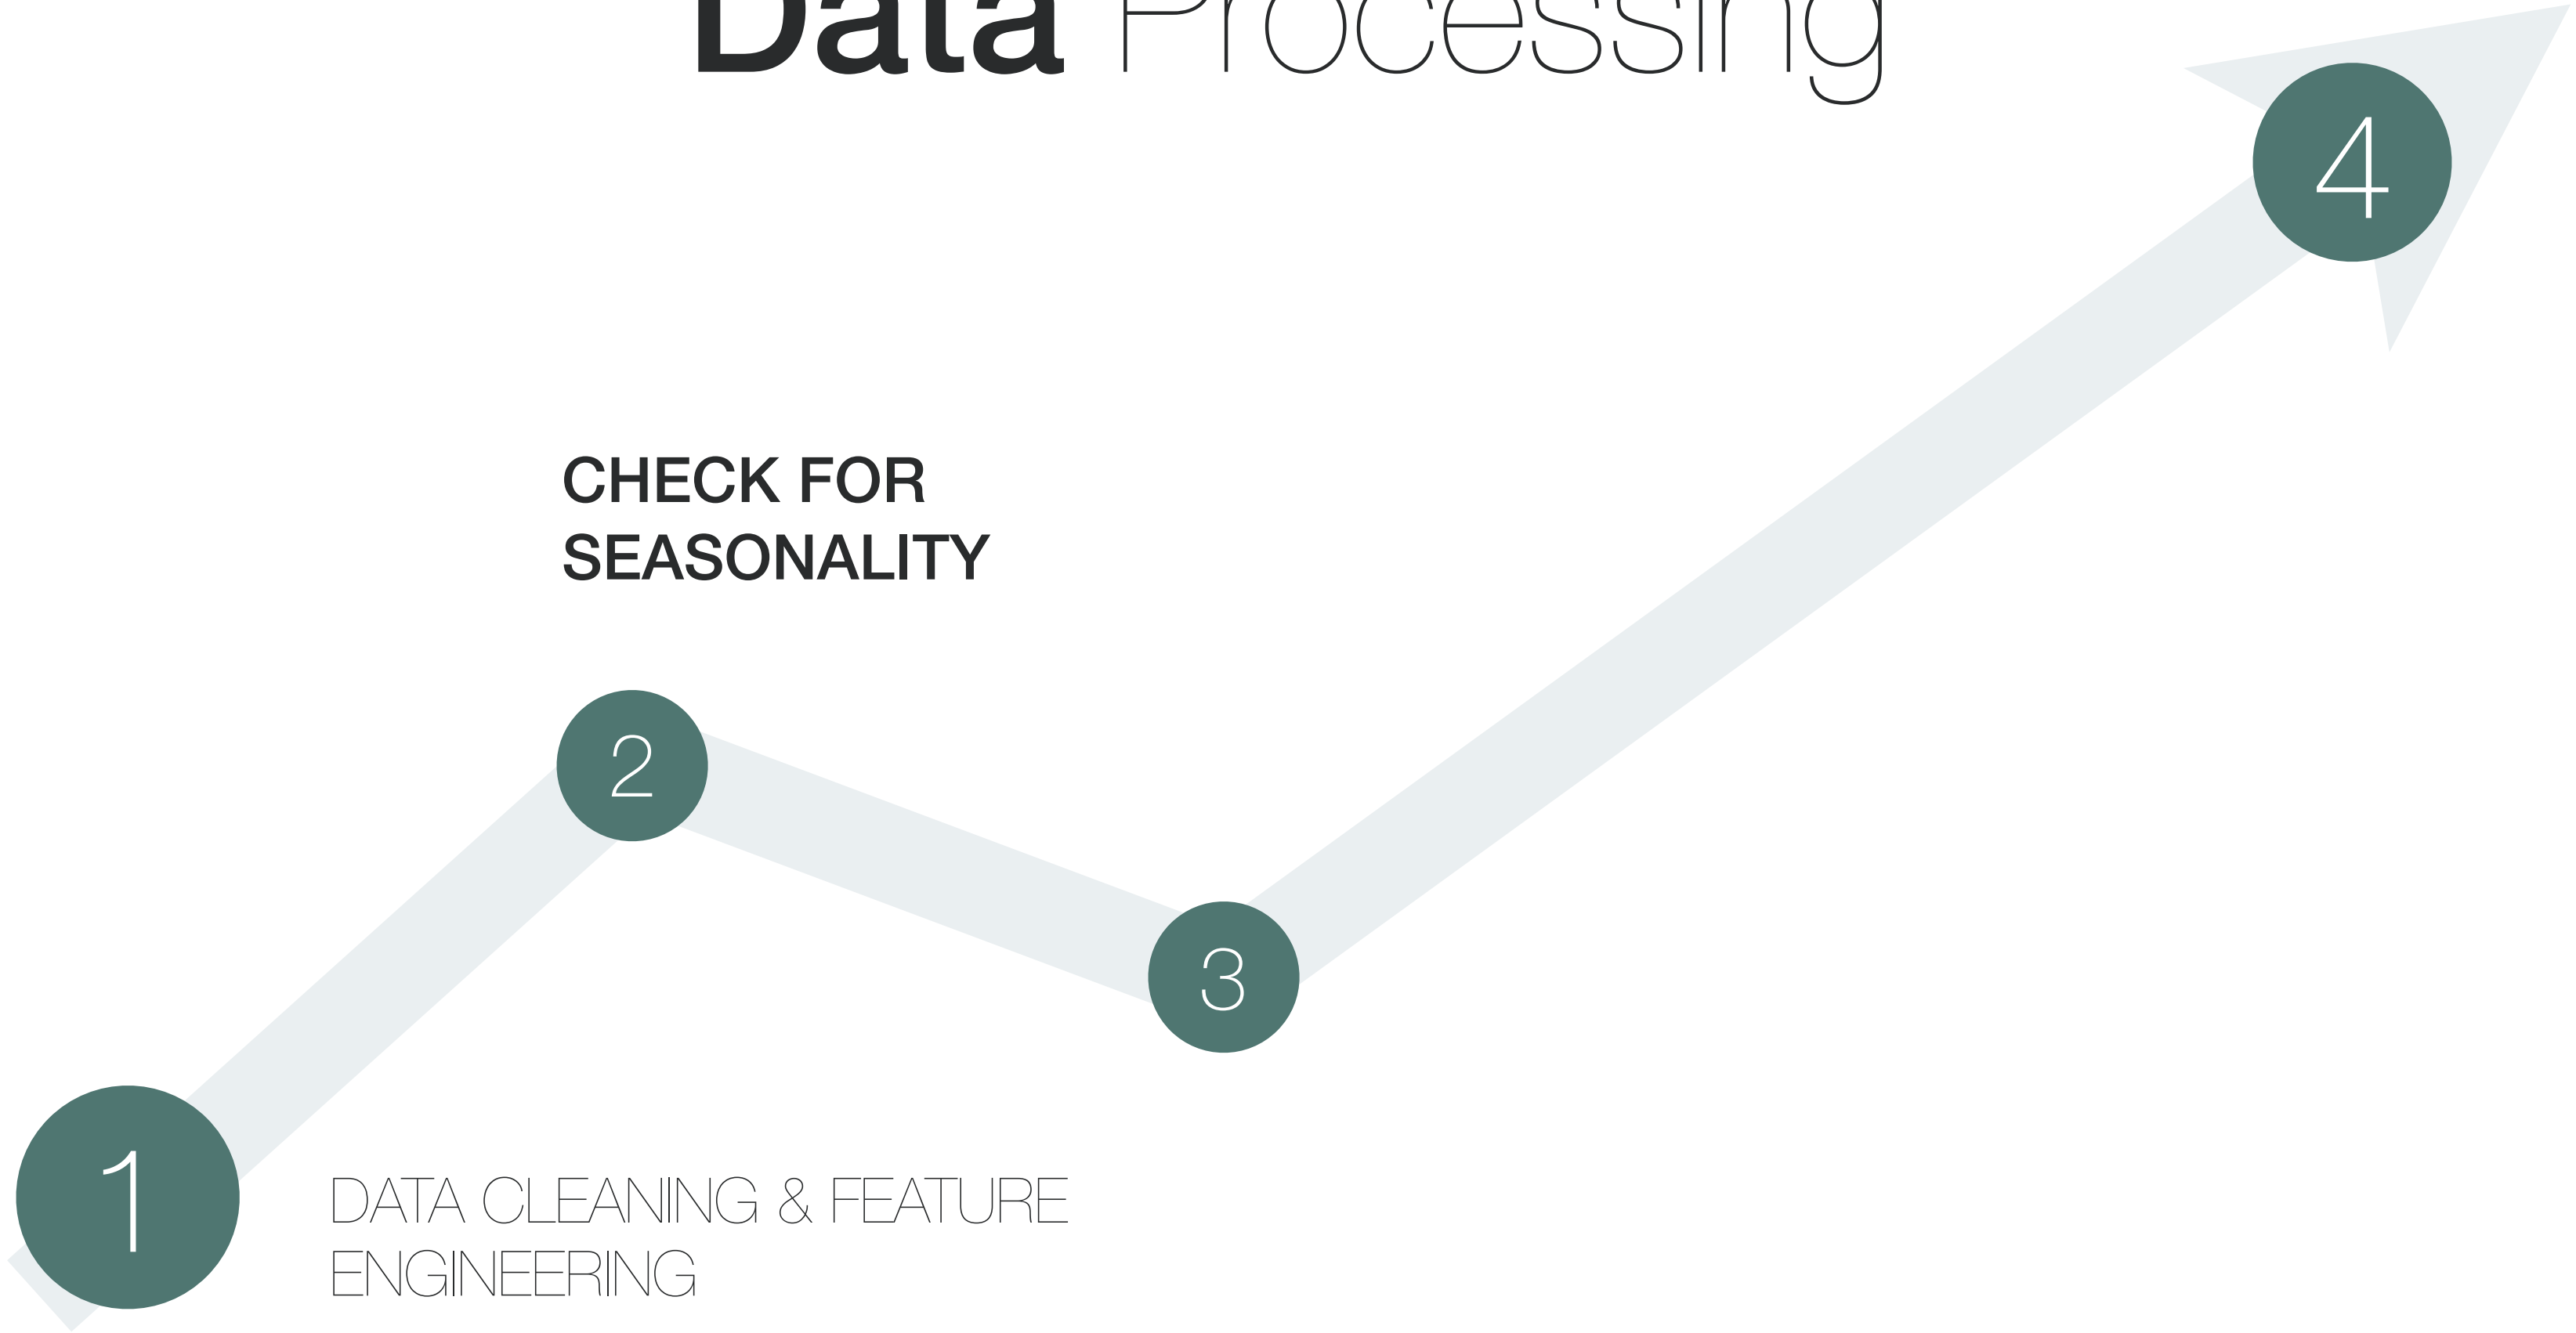 Data Processing
4
CHECK FOR
SEASONALITY
2
3
1
DATA CLEANING & FEATURE
ENGINEERING